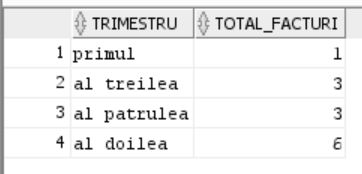 TRIMESTRU TOTAL_FACTURI
1 primul 1
2 al treilea 3
3 al patrulea 3
4 al doilea 6